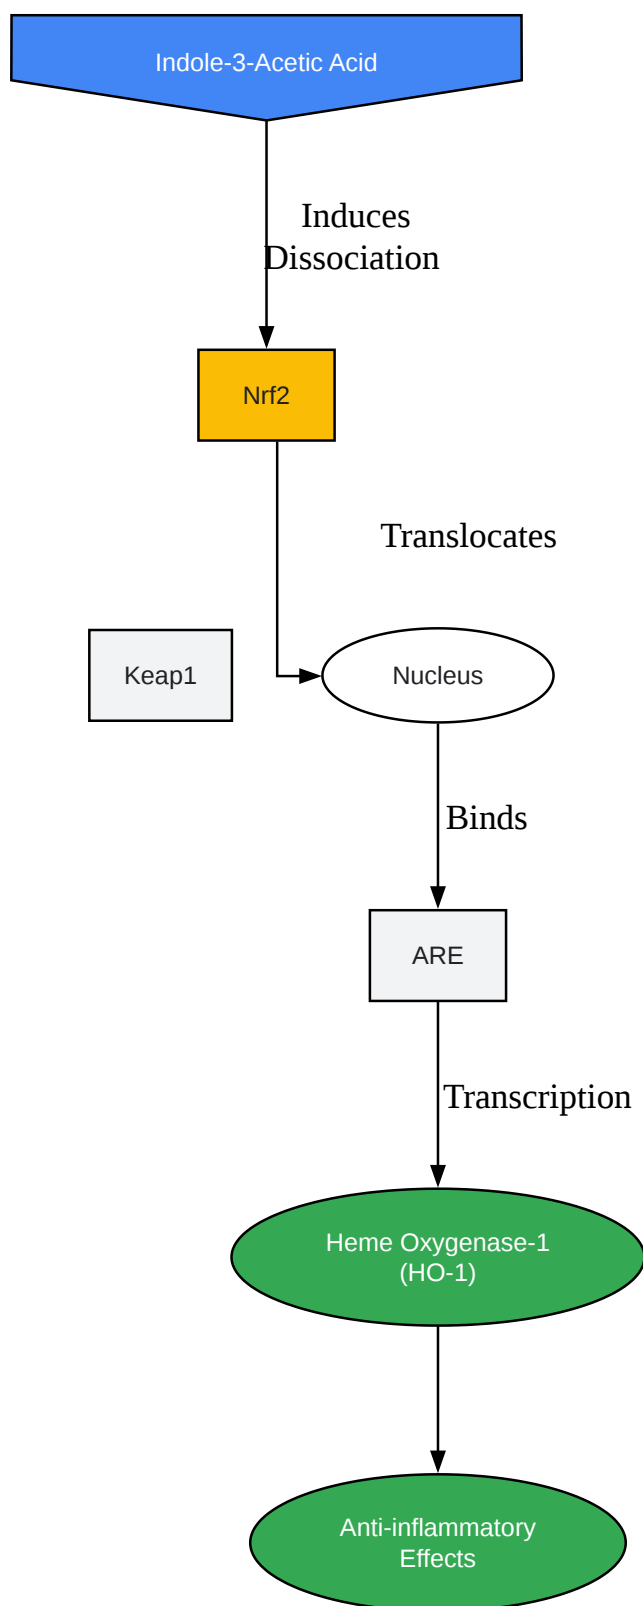 Indole-3-Acetic Acid
Induces
Dissociation
Nrf2
Translocates
Keap1
Nucleus
Binds
ARE
Transcription
Heme Oxygenase-1
(HO-1)
Anti-inflammatory
Effects